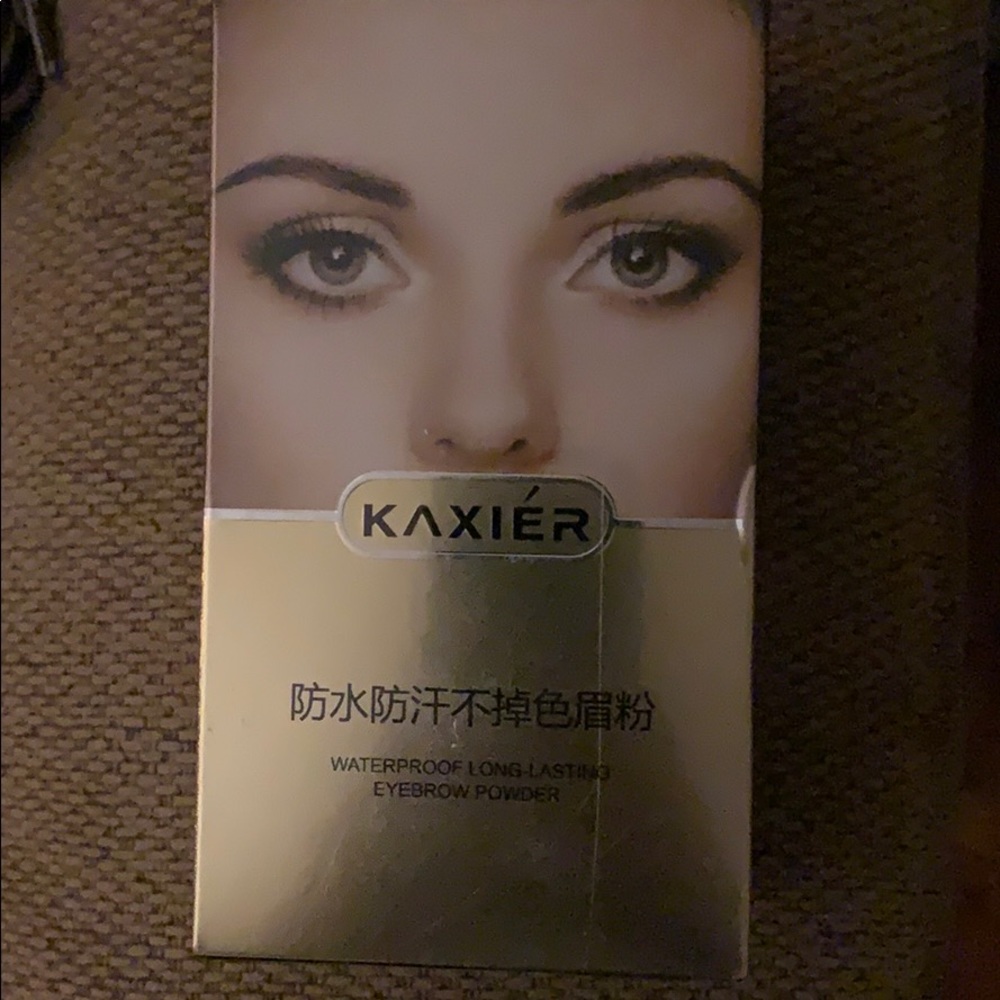 KAXIÉR
防水防汗不掉色眉粉
WATERPROOF LONG-LASTING
EYEBROW POWDER